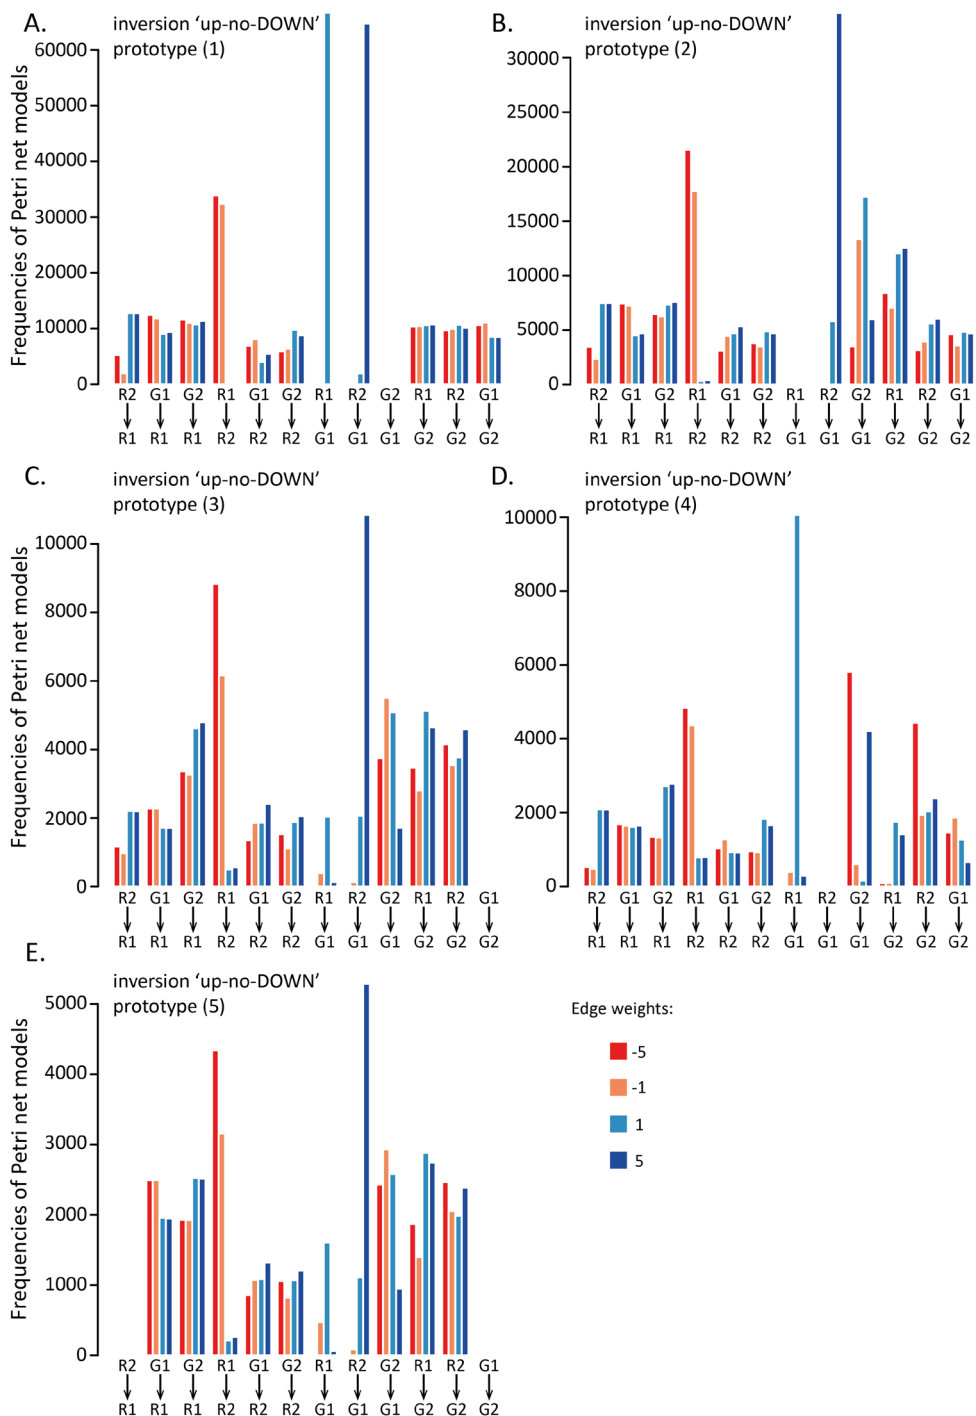 A.
inversion ‘up-no-DOWN’
prototype (1)
Frequencies of Petri net models
60000
50000
40000
30000
20000
10000
0
R2 G1 G2 R1 G1 G2 R1 R2 G2 R1 R2 G1
R1 R1 R1 R2 R2 R2 G1 G1 G1 G2 G2 G2
B.
inversion ‘up-no-DOWN’
prototype (2)
30000
25000
20000
15000
10000
5000
0
R2 G1 G2 R1 G1 G2 R1 R2 G2 R1 R2 G1
R1 R1 R1 R2 R2 R2 G1 G1 G1 G2 G2 G2
C.
inversion ‘up-no-DOWN’
prototype (3)
Frequencies of Petri net models
10000
8000
6000
4000
2000
0
R2 G1 G2 R1 G1 G2 R1 R2 G2 R1 R2 G1
R1 R1 R1 R2 R2 R2 G1 G1 G1 G2 G2 G2
D.
inversion ‘up-no-DOWN’
prototype (4)
10000
8000
6000
4000
2000
0
R2 G1 G2 R1 G1 G2 R1 R2 G2 R1 R2 G1
R1 R1 R1 R2 R2 R2 G1 G1 G1 G2 G2 G2
E.
inversion ‘up-no-DOWN’
prototype (5)
Frequencies of Petri net models
5000
4000
3000
2000
1000
0
R2 G1 G2 R1 G1 G2 R1 R2 G2 R1 R2 G1
R1 R1 R1 R2 R2 R2 G1 G1 G1 G2 G2 G2
Edge weights:
-5
-1
1
5